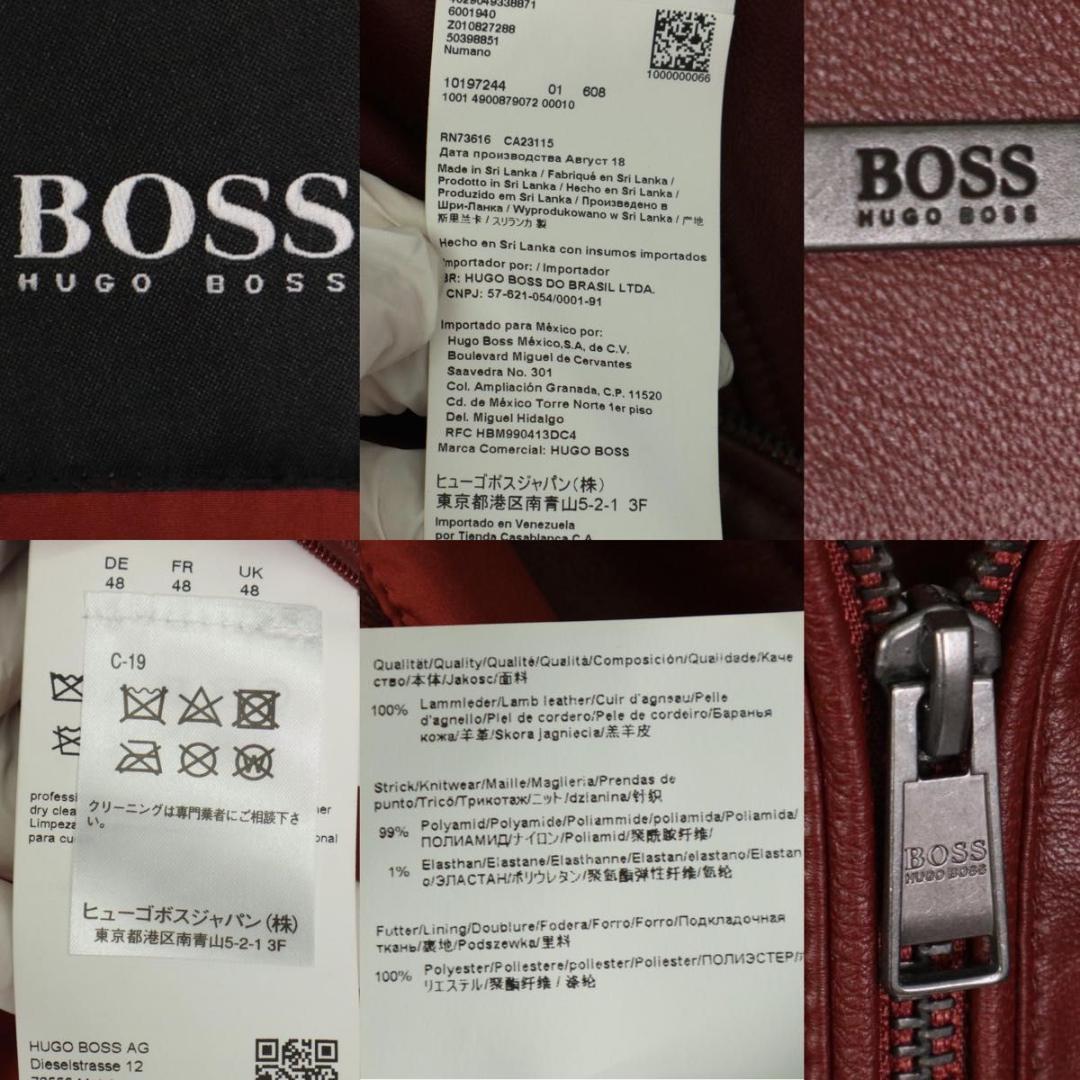 BOSS
HUGO BOSS
4029049338871
6001940
Z010827288
50398851
Numano
1000000066
10197244 01 608
1001 4900879072 00010
RN73616 CA23115
Дата производства Август 18
Made in Sri Lanka / Fabriqué en Sri Lanka /
Prodotto in Sri Lanka / Hecho en Sri Lanka /
Produzido em Sri Lanka / Произведено в
Шри-Ланка / Wyprodukowano w Sri Lanka / 产地
斯里兰卡 / スリランカ 製
Hecho en Sri Lanka con insumos importados
Importador por: / Importador
BR: HUGO BOSS DO BRASIL LTDA.
CNPJ: 57-621-054/0001-91
Importado para México por:
Hugo Boss México,S.A, de C.V.
Boulevard Miguel de Cervantes
Saavedra No. 301
Col. Ampliación Granada, C.P. 11520
Cd. de México Torre Norte 1er piso
Del. Miguel Hidalgo
RFC HBM990413DC4
Marca Comercial: HUGO BOSS
ヒューゴボスジャパン(株)
東京都港区南青山5-2-1 3F
Importado en Venezuela
por Tienda Casablanca C.A.
BOSS
HUGO BOSS
DE FR UK
48 48 48
C-19
professi
dry clea
Limpeza
para cu
ner
onal
クリーニングは専門業者にご相談下さ
い。
ヒューゴボスジャパン(株)
東京都港区南青山5-2-1 3F
HUGO BOSS AG
Dieselstrasse 12
Qualität/Quality/Qualité/Qualità/Composición/Qualidade/Каче
ство/本体/Jakosc/面料
100% Lammleder/Lamb leather/Cuir d'agneau/Pelle
d'agnello/Piel de cordero/Pele de cordeiro/Баранья
кожа/羊革/Skora jagniecia/羔羊皮
Strick/Knitwear/Maille/Maglieria/Prendas de
punto/Tricô/Трикотаж/ニット/dzianina/针织
99% Polyamid/Polyamide/Poliammide/poliamida/Poliamida/
ПОЛИАМИД/ナイロン/Poliamid/聚酰胺纤维/
1% Elasthan/Elastane/Elasthanne/Elastan/elastano/Elastan
o/ЭЛАСТАН/ポリウレタン/聚氨酯弹性纤维/氨纶
Futter/Lining/Doublure/Fodera/Forro/Forro/Подкладочная
ткань/裏地/Podszewka/里料
100% Polyester/Poliestere/poliester/Poliester/ПОЛИЭСТЕР/ポ
リエステル/聚酯纤维 / 涤纶
BOSS
HUGO BOSS